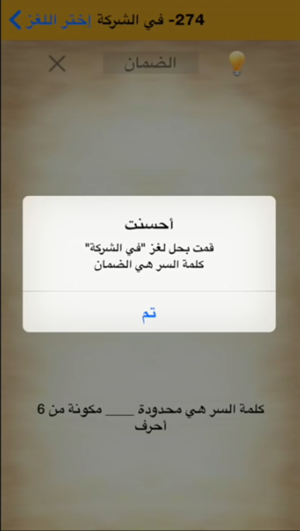 274- في الشركة إختر اللغز
الضمان
أحسنت
قمت بحل لغز "في الشركة"
كلمة السر هي الضمان
تم
كلمة السر هي محدودة ____ مكونة من 6
أحرف